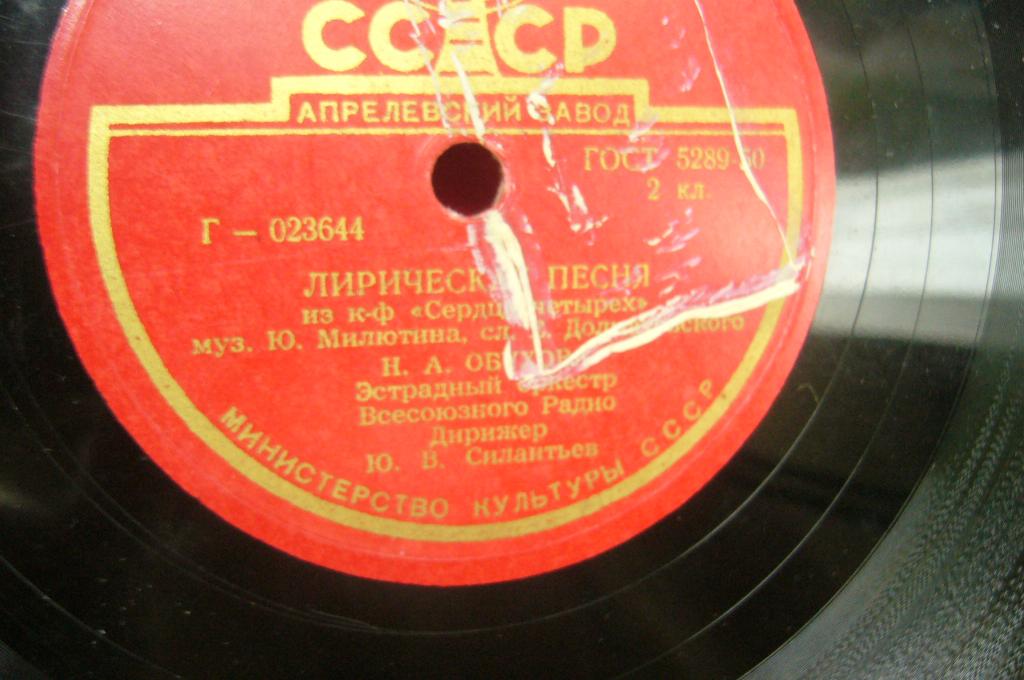 СССР
АПРЕЛЕВСКИЙ ЗАВОД
ГОСТ 5289-50
2 кл.
Г — 023644
ПЕСНЯ
из к-ф «Сердца четырех»
муз. Ю. Милютина, сл.
Н. А. ОБУХОВА
Эстрадный оркестр
Всесоюзного Радио
Дирижер
Ю. В. Силантьев
МИНИСТЕРСТВО КУЛЬТУРЫ СССР